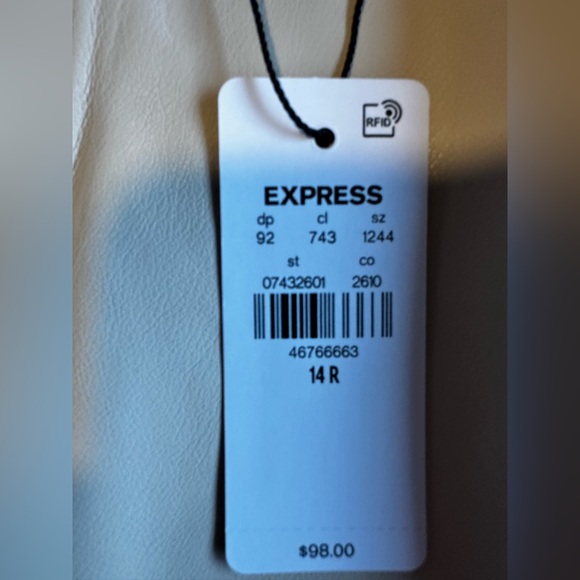 RFID
EXPRESS
dp cl sz
92 743 1244
st co
07432601 2610
46766663
14 R
$98.00